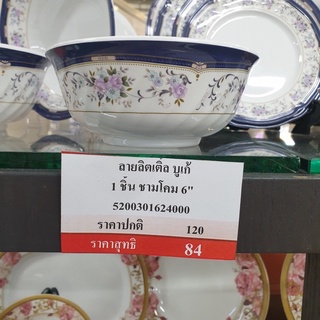 ลายลิตเติล บูเก้
1 ชิ้น ชามโคม 6"
5200301624000
ราคาปกติ 120
ราคาสุทธิ 84